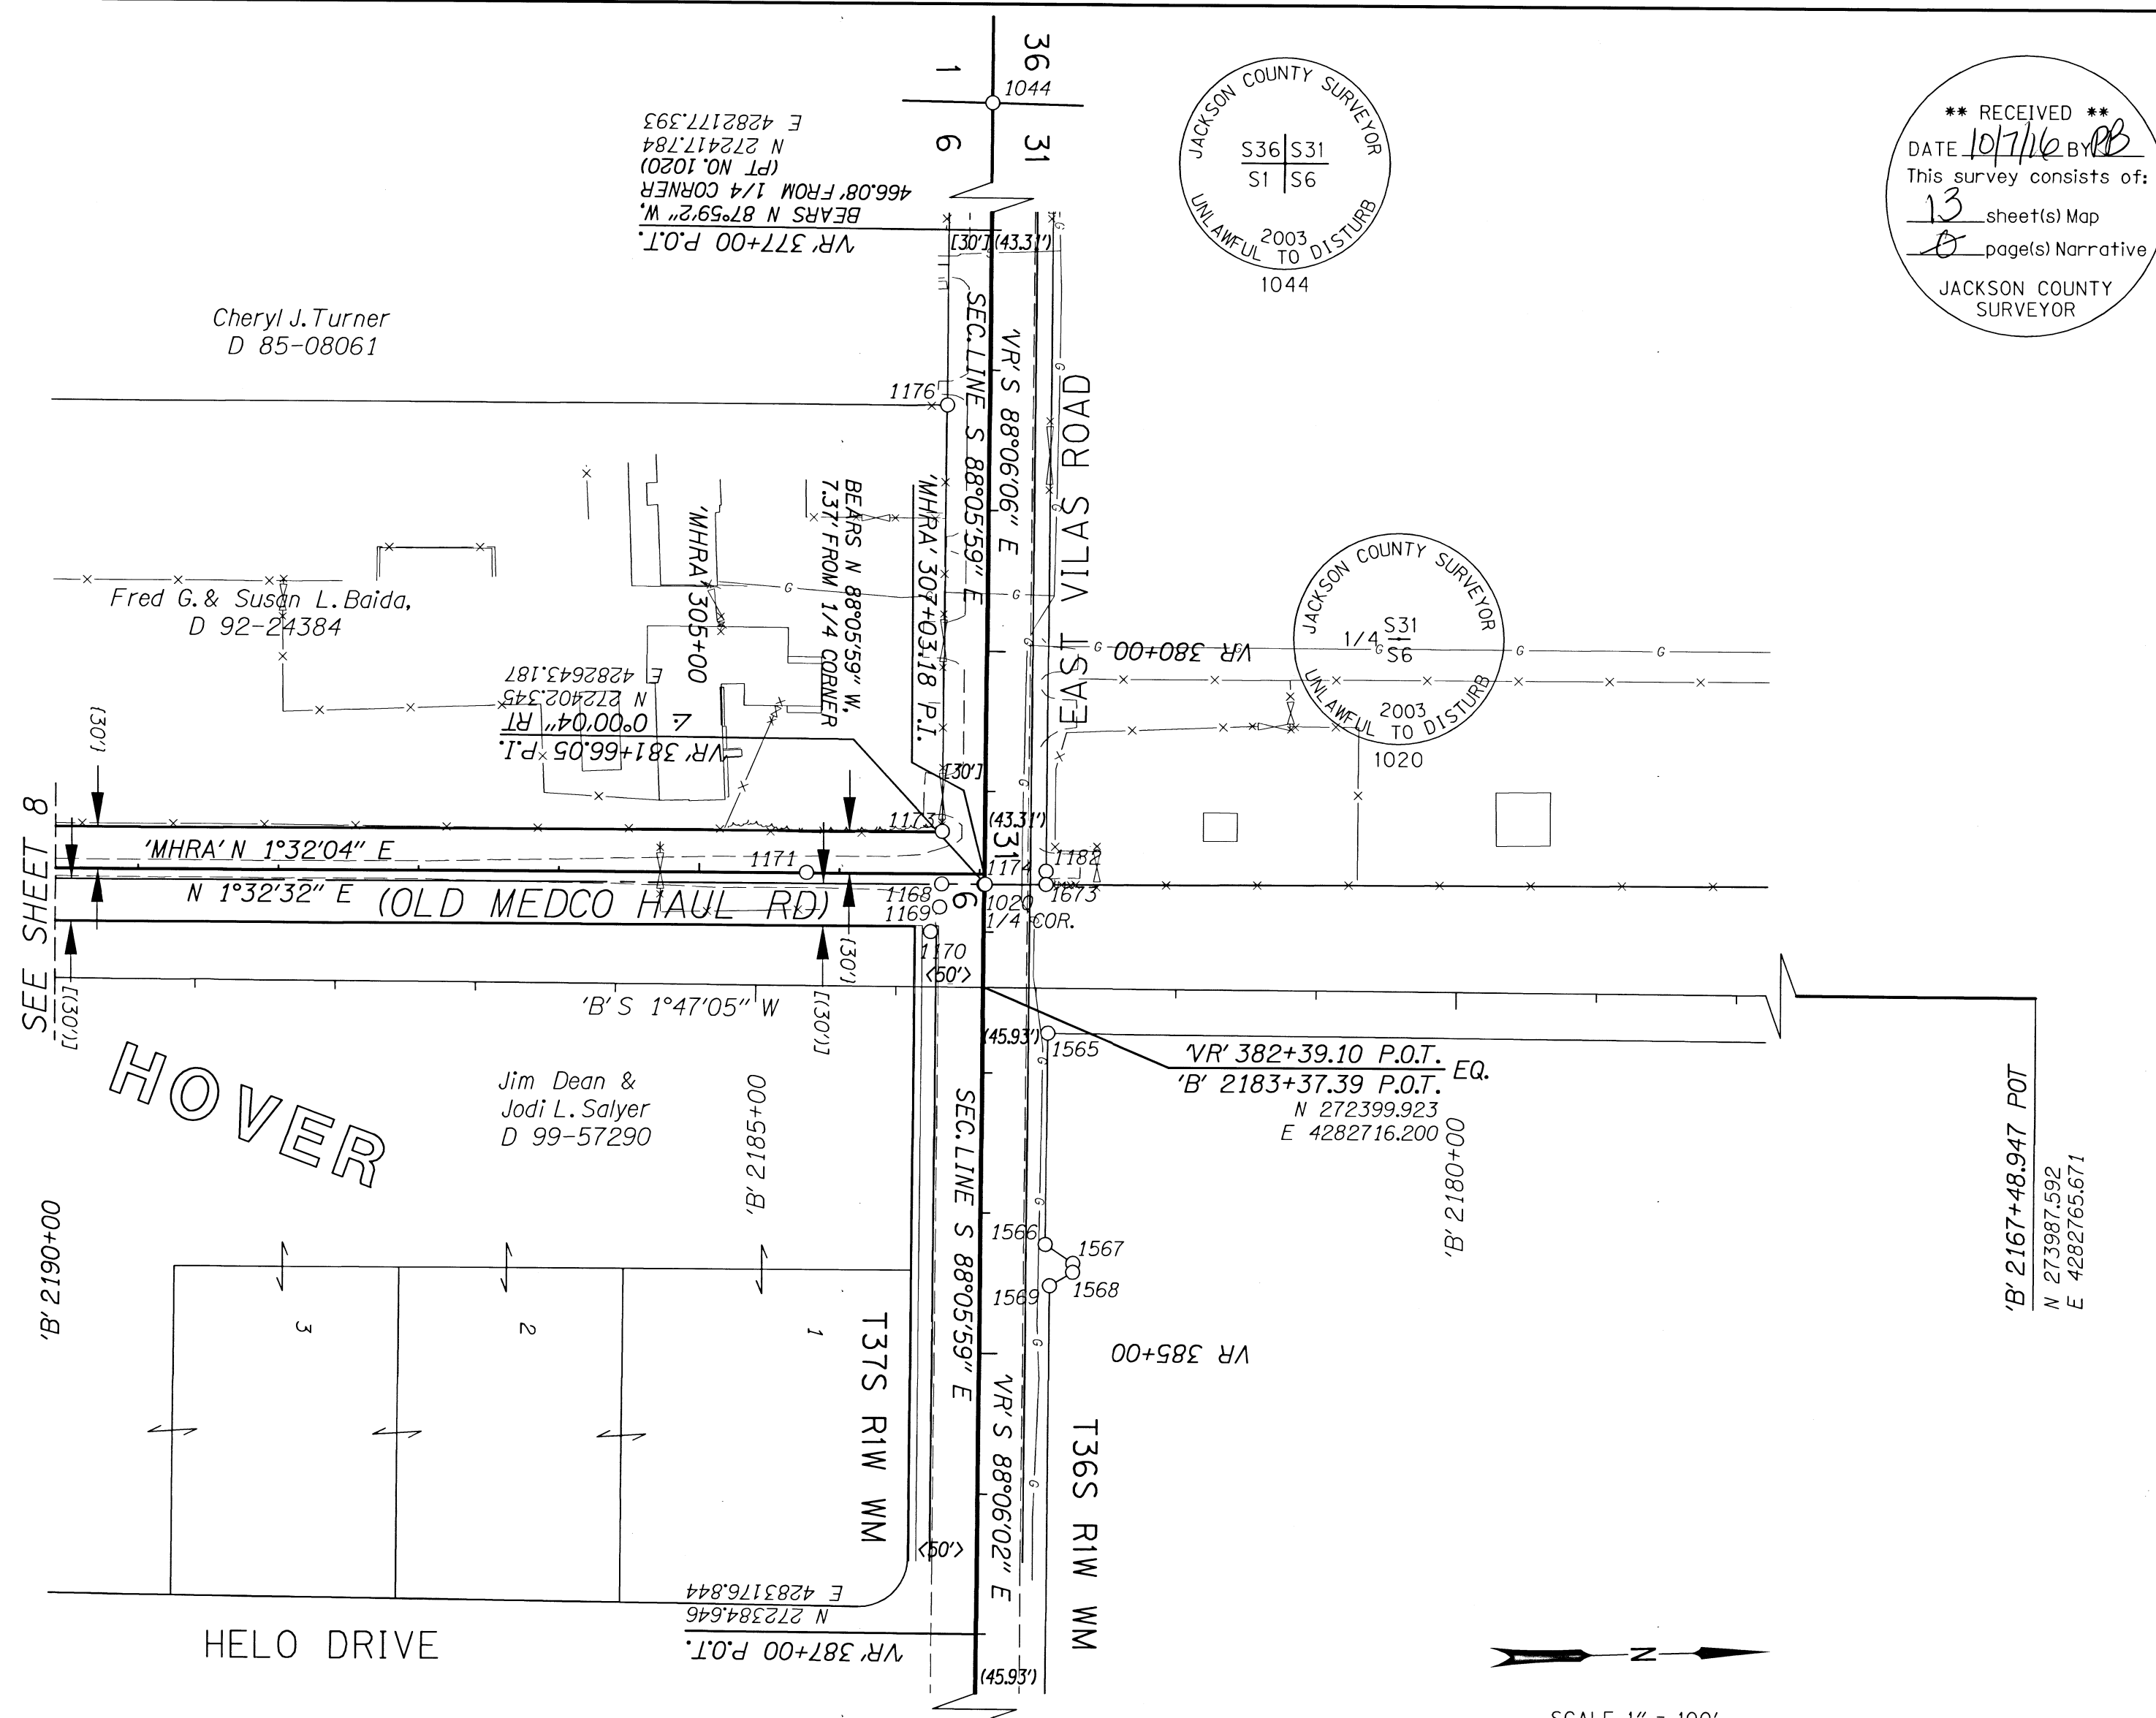 36
1
1044
6
31
E 4282177.393
N 272417.784
(PT NO. 1020)
466.08' FROM 1/4 CORNER
BEARS N 87°59'2" W,
'VR' 377+00 P.O.T.
[30']
(43.31')
JACKSON COUNTY SURVEYOR
S36 S31
S1 S6
2003
UNLAWFUL TO DISTURB
1044
** RECEIVED **
DATE 10/7/16 BY RB
This survey consists of:
13 sheet(s) Map
0 page(s) Narrative
JACKSON COUNTY
SURVEYOR
Cheryl J. Turner
D 85-08061
1176
SEC. LINE S 88°05'59" E
'VR' S 88°06'06" E
EAST VILAS ROAD
'MHRA' 305+00
BEARS N 88°05'59" W,
7.37' FROM 1/4 CORNER
'MHRA' 307+03.18 P.I.
Fred G. & Susan L. Baida,
D 92-24384
E 4282643.187
N 272402.345
∠ 0°00'04" RT
'VR' 381+66.05 P.I.
VR 380+00
JACKSON COUNTY SURVEYOR
1/4 S31
S6
2003
UNLAWFUL TO DISTURB
1020
G
(30')
[30']
(43.31')
1173
31
SEE SHEET 8
'MHRA' N 1°32'04" E
1171
1174
1182
N 1°32'32" E
(OLD MEDCO HAUL RD)
1168
1169
6
1020
1/4 COR.
1673
1170
(30')
<50'>
[(30')]
[(30')]
'B' S 1°47'05" W
(45.93')
1565
'VR' 382+39.10 P.O.T.
'B' 2183+37.39 P.O.T.
EQ.
N 272399.923
E 4282716.200
HOVER
Jim Dean &
Jodi L. Salyer
D 99-57290
'B' 2185+00
'B' 2180+00
'B' 2190+00
'B' 2167+48.947 POT
N 273987.592
E 4282765.671
SEC. LINE S 88°05'59" E
1566
1567
1568
1569
3
2
1
T37S R1W WM
VR 385+00
'VR' S 88°06'02" E
T36S R1W WM
<50'>
E 4283176.844
N 272384.646
'VR' 387+00 P.O.T.
HELO DRIVE
(45.93')
N
SCALE 1" = 100'